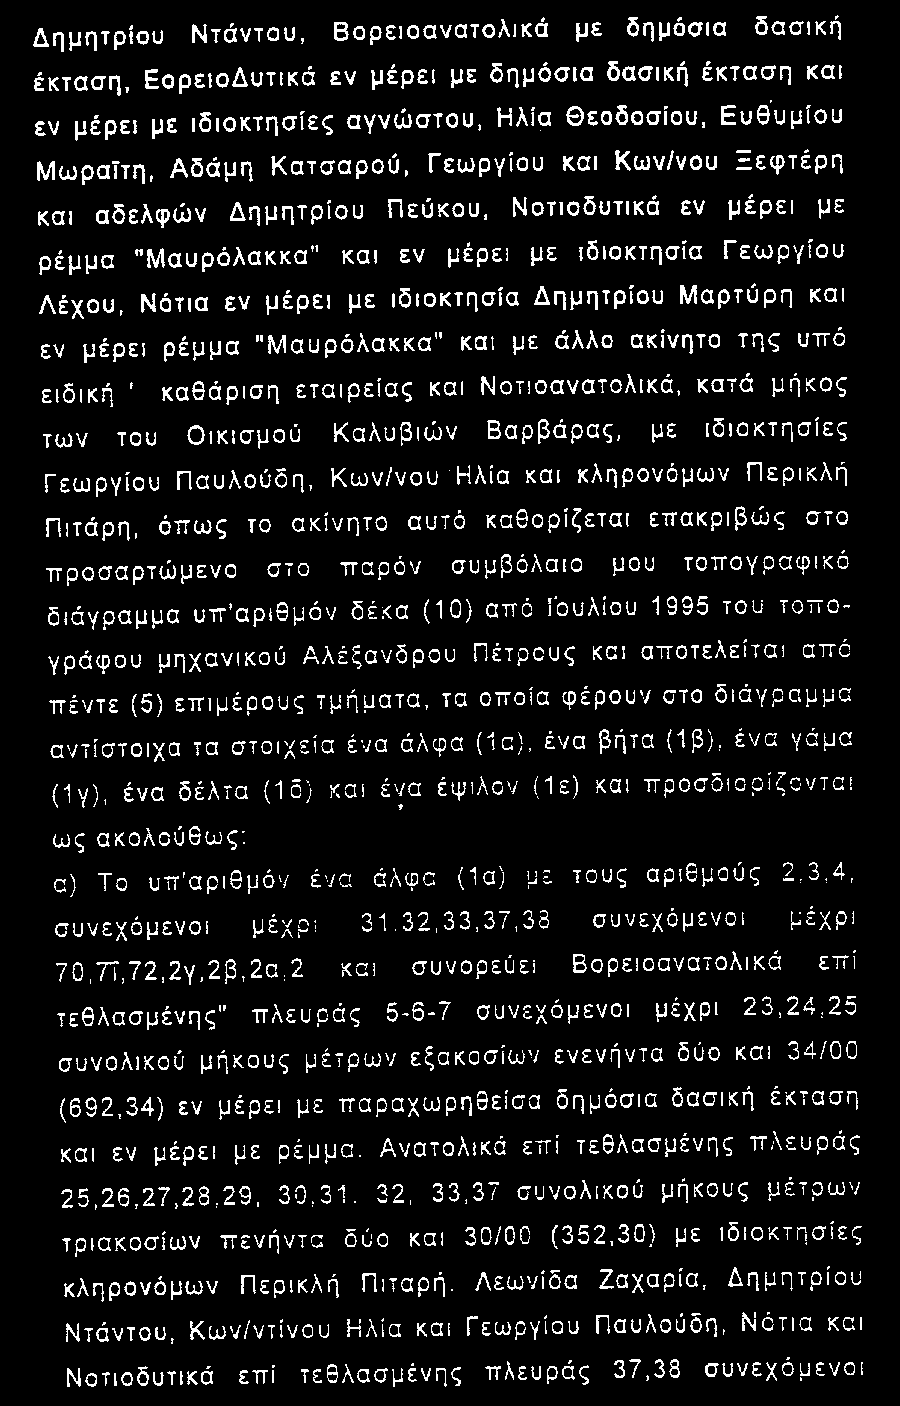 Δημητρίου Ντάντου, Βορειοανατολικά με δημόσια δασική
έκταση, ΕορειοΔυτικά εν μέρει με δημόσια δασική έκταση και
εν μέρει με ιδιοκτησίες αγνώστου, Ηλία Θεοδοσίου, Ευθυμίου
Μωραΐτη, Αδάμη Κατσαρού, Γεωργίου και Κων/νου Ξεφτέρη
και αδελφών Δημητρίου Πεύκου, Νοτιοδυτικά εν μέρει με
ρέμμα "Μαυρόλακκα" και εν μέρει με ιδιοκτησία Γεωργίου
Λέχου, Νότια εν μέρει με ιδιοκτησία Δημητρίου Μαρτύρη και
εν μέρει ρέμμα "Μαυρόλακκα" και με άλλο ακίνητο της υπό
ειδική ' καθάριση εταιρείας και Νοτιοανατολικά, κατά μήκος
των του Οικισμού Καλυβιών Βαρβάρας, με ιδιοκτησίες
Γεωργίου Παυλούδη, Κων/νου Ηλία και κληρονόμων Περικλή
Πιτάρη, όπως το ακίνητο αυτό καθορίζεται επακριβώς στο
προσαρτώμενο στο παρόν συμβόλαιο μου τοπογραφικό
διάγραμμα υπ'αριθμόν δέκα (10) από Ιουλίου 1995 του τοπο-
γράφου μηχανικού Αλέξανδρου Πέτρους και αποτελείται από
πέντε (5) επιμέρους τμήματα, τα οποία φέρουν στο διάγραμμα
αντίστοιχα τα στοιχεία ένα άλφα (1α), ένα βήτα (1β), ένα γάμα
(1γ), ένα δέλτα (1δ) και ένα έψιλον (1ε) και προσδιορίζονται
ως ακολούθως:
α) Το υπ'αριθμόν ένα άλφα (1α) με τους αριθμούς 2,3,4,
συνεχόμενοι μέχρι 31,32,33,37,38 συνεχόμενοι μέχρι
70,71,72,2γ,2β,2α,2 και συνορεύει Βορειοανατολικά επί
τεθλασμένης" πλευράς 5-6-7 συνεχόμενοι μέχρι 23,24,25
συνολικού μήκους μέτρων εξακοσίων ενενήντα δύο και 34/00
(692,34) εν μέρει με παραχωρηθείσα δημόσια δασική έκταση
και εν μέρει με ρέμμα. Ανατολικά επί τεθλασμένης πλευράς
25,26,27,28,29, 30,31. 32, 33,37 συνολικού μήκους μέτρων
τριακοσίων πενήντα δύο και 30/00 (352,30) με ιδιοκτησίες
κληρονόμων Περικλή Πιταρή. Λεωνίδα Ζαχαρία, Δημητρίου
Ντάντου, Κων/ντίνου Ηλία και Γεωργίου Παυλούδη, Νότια και
Νοτιοδυτικά επί τεθλασμένης πλευράς 37,38 συνεχόμενοι